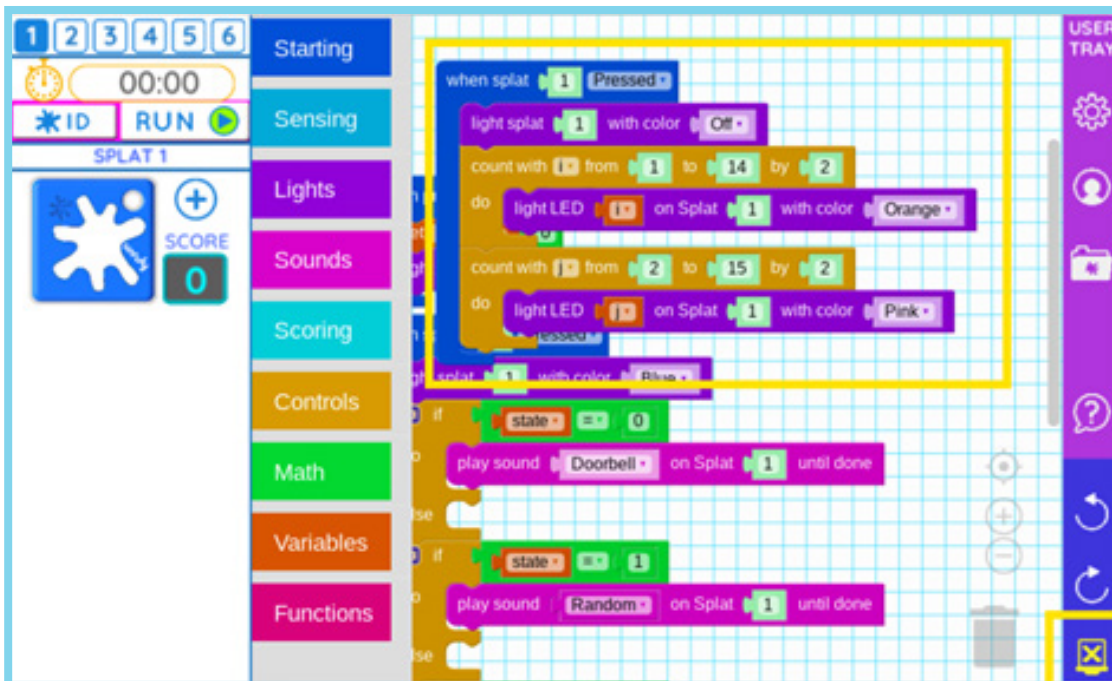 1 2 3 4 5 6
00:00
ID RUN
SPLAT 1
SCORE
0
Starting
Sensing
Lights
Sounds
Scoring
Controls
Math
Variables
Functions
when splat 1 Pressed
light splat 1 with color Off
count with i from 1 to 14 by 2
do light LED i on Splat 1 with color Orange
count with j from 2 to 15 by 2
do light LED j on Splat 1 with color Pink
Pressed
splat 1 with color Blue
if state = 0
play sound Doorbell on Splat 1 until done
if state = 1
play sound Random on Splat 1 until done
USER
TRAY